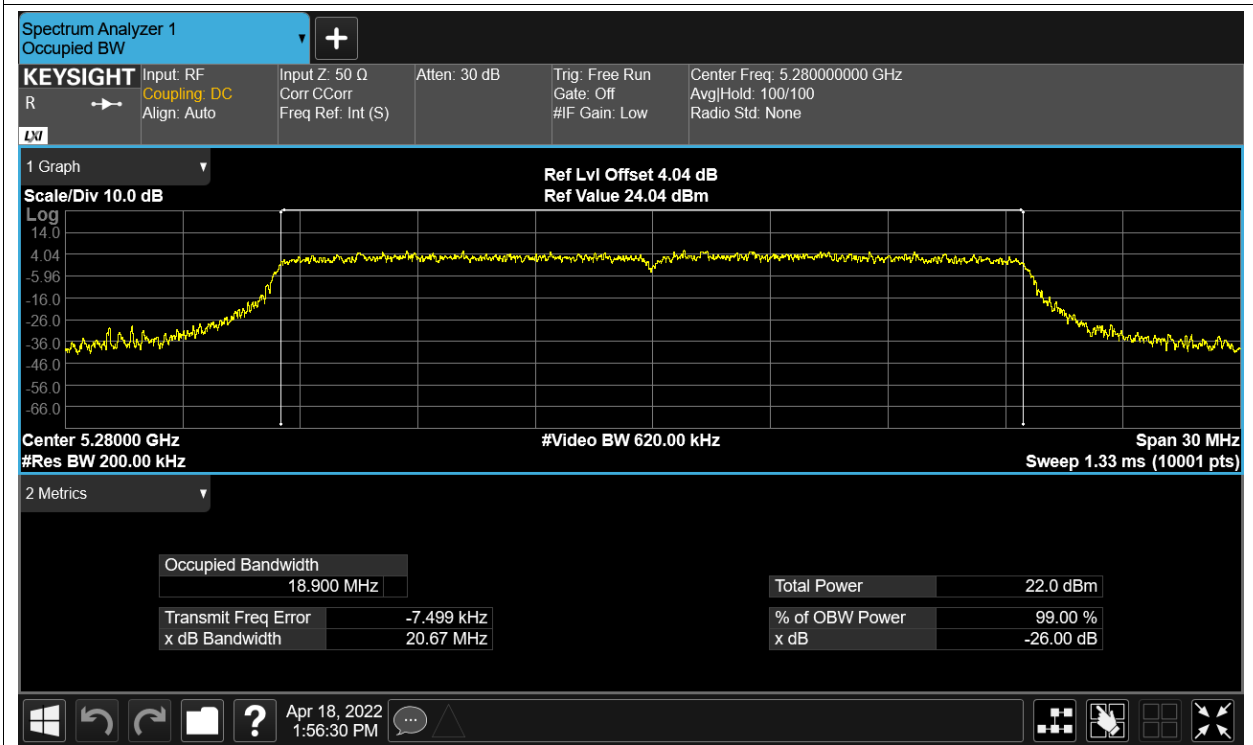 Spectrum Analyzer 1
Occupied BW
KEYSIGHT
R
LXI
Input: RF
Coupling: DC
Align: Auto
Input Z: 50 Ω
Corr CCorr
Freq Ref: Int (S)
Atten: 30 dB
Trig: Free Run
Gate: Off
#IF Gain: Low
Center Freq: 5.280000000 GHz
Avg|Hold: 100/100
Radio Std: None
1 Graph
Scale/Div 10.0 dB
Ref Lvl Offset 4.04 dB
Ref Value 24.04 dBm
Log
14.0
4.04
-5.96
-16.0
-26.0
-36.0
-46.0
-56.0
-66.0
Center 5.28000 GHz
#Video BW 620.00 kHz
Span 30 MHz
#Res BW 200.00 kHz
Sweep 1.33 ms (10001 pts)
2 Metrics
Occupied Bandwidth
18.900 MHz
Total Power 22.0 dBm
Transmit Freq Error -7.499 kHz
% of OBW Power 99.00 %
x dB Bandwidth 20.67 MHz
x dB -26.00 dB
?
Apr 18, 2022
1:56:30 PM